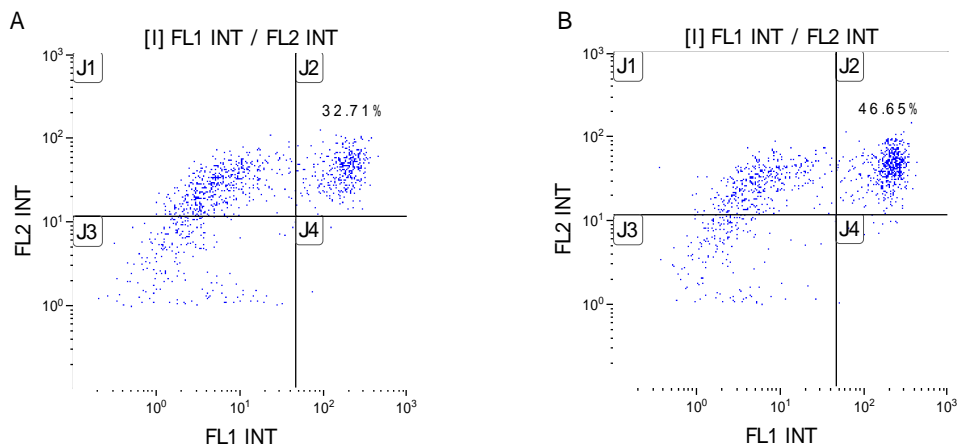 A
[I] FL1 INT / FL2 INT
10³
J1
J2
32.71%
10²
FL2 INT
10¹
J3
J4
10⁰
10⁰
10¹
10²
10³
FL1 INT
B
[I] FL1 INT / FL2 INT
10³
J1
J2
46.65%
10²
FL2 INT
10¹
J3
J4
10⁰
10⁰
10¹
10²
10³
FL1 INT